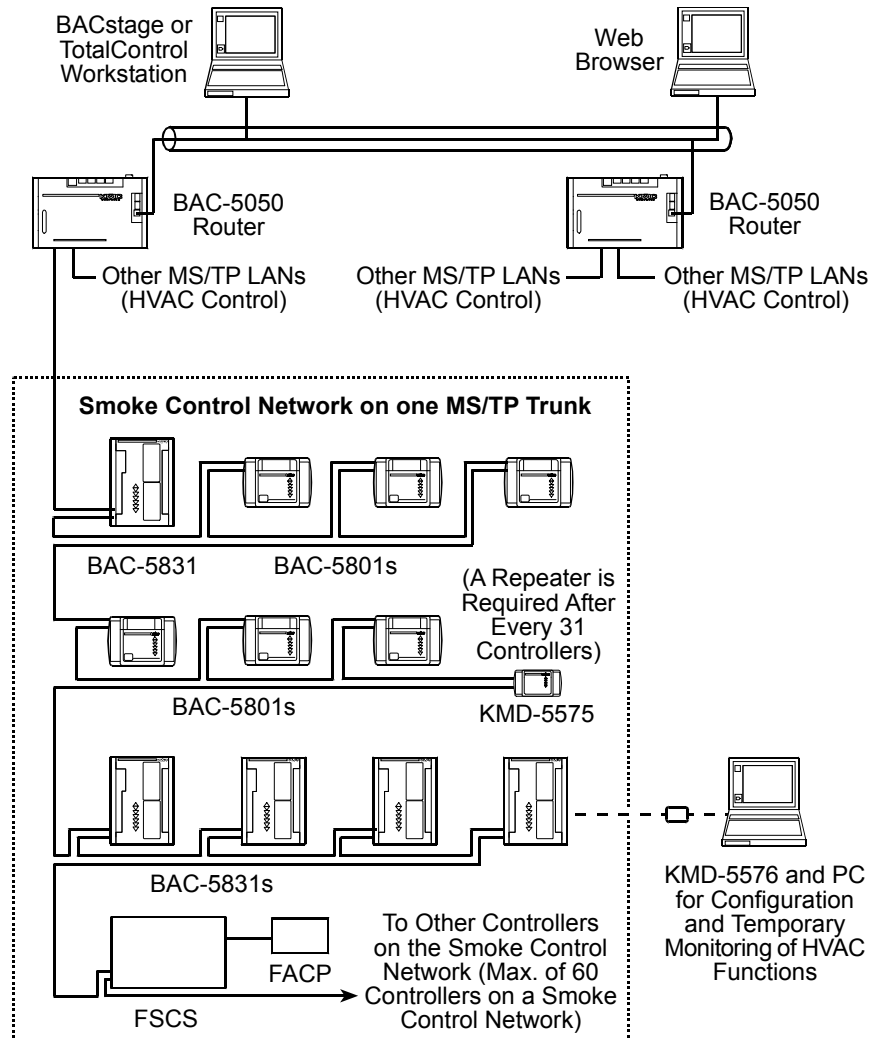 BACstage or
TotalControl
Workstation
Web
Browser
BAC-5050
Router
BAC-5050
Router
Other MS/TP LANs
(HVAC Control)
Other MS/TP LANs
(HVAC Control)
Other MS/TP LANs
(HVAC Control)
Smoke Control Network on one MS/TP Trunk
BAC-5831
BAC-5801s
(A Repeater is
Required After
Every 31
Controllers)
BAC-5801s
KMD-5575
BAC-5831s
KMD-5576 and PC
for Configuration
and Temporary
Monitoring of HVAC
Functions
FACP
FSCS
To Other Controllers
on the Smoke Control
Network (Max. of 60
Controllers on a Smoke
Control Network)